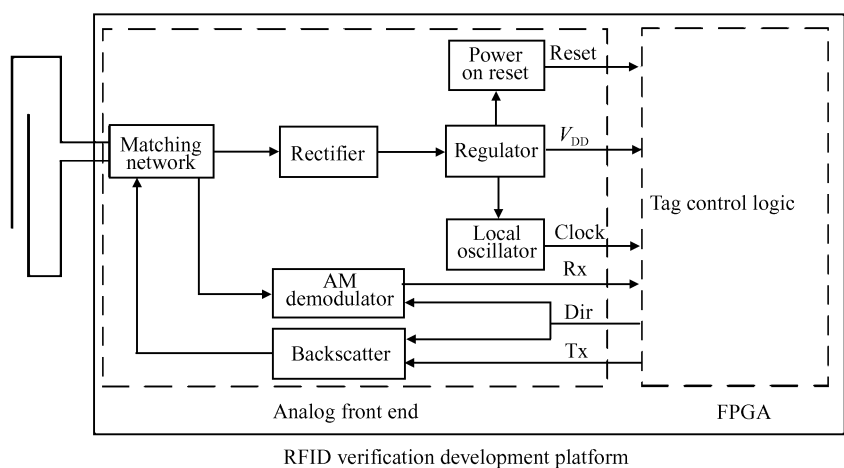 Power
on reset
Reset
Matching
network
Rectifier
Regulator
V_DD
Tag control logic
Local
oscillator
Clock
AM
demodulator
Rx
Dir
Backscatter
Tx
Analog front end
FPGA
RFID verification development platform